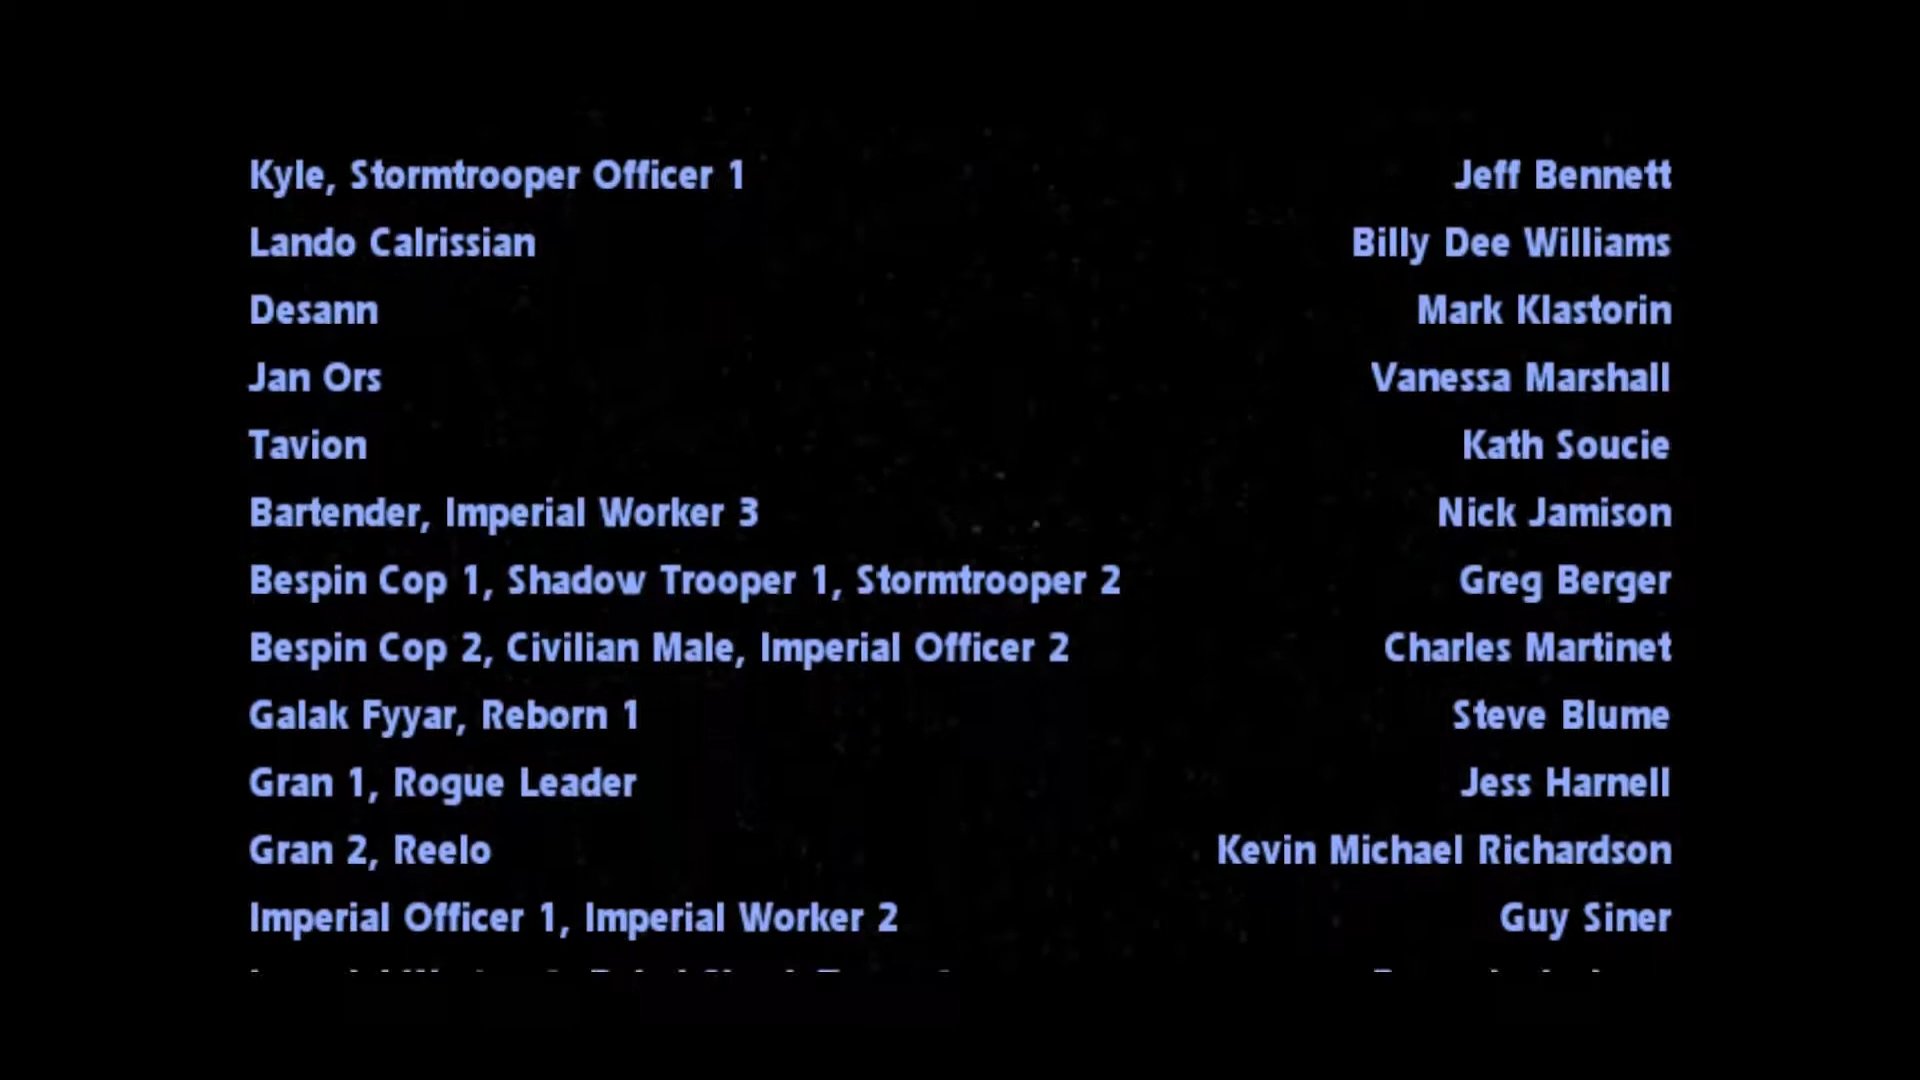 Kyle, Stormtrooper Officer 1 Jeff Bennett
Lando Calrissian Billy Dee Williams
Desann Mark Klastorin
Jan Ors Vanessa Marshall
Tavion Kath Soucie
Bartender, Imperial Worker 3 Nick Jamison
Bespin Cop 1, Shadow Trooper 1, Stormtrooper 2 Greg Berger
Bespin Cop 2, Civilian Male, Imperial Officer 2 Charles Martinet
Galak Fyyar, Reborn 1 Steve Blume
Gran 1, Rogue Leader Jess Harnell
Gran 2, Reelo Kevin Michael Richardson
Imperial Officer 1, Imperial Worker 2 Guy Siner